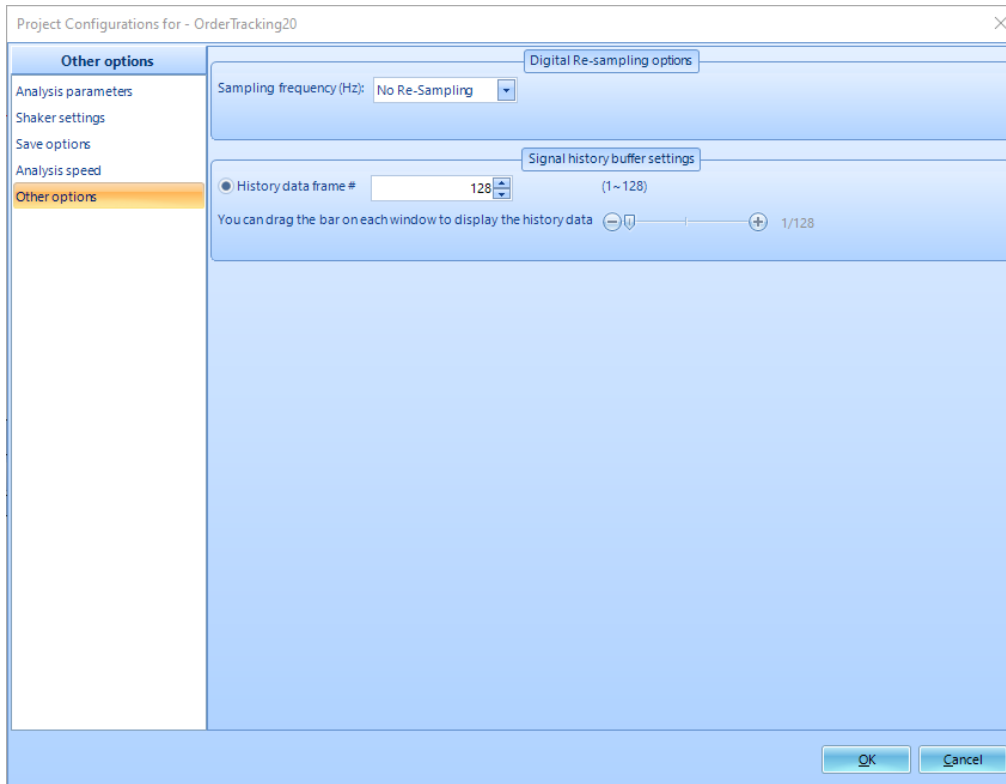 Project Configurations for - OrderTracking20
Other options
Analysis parameters
Shaker settings
Save options
Analysis speed
Other options
Digital Re-sampling options
Sampling frequency (Hz): No Re-Sampling
Signal history buffer settings
History data frame # 128 (1~128)
You can drag the bar on each window to display the history data 1/128
OK Cancel